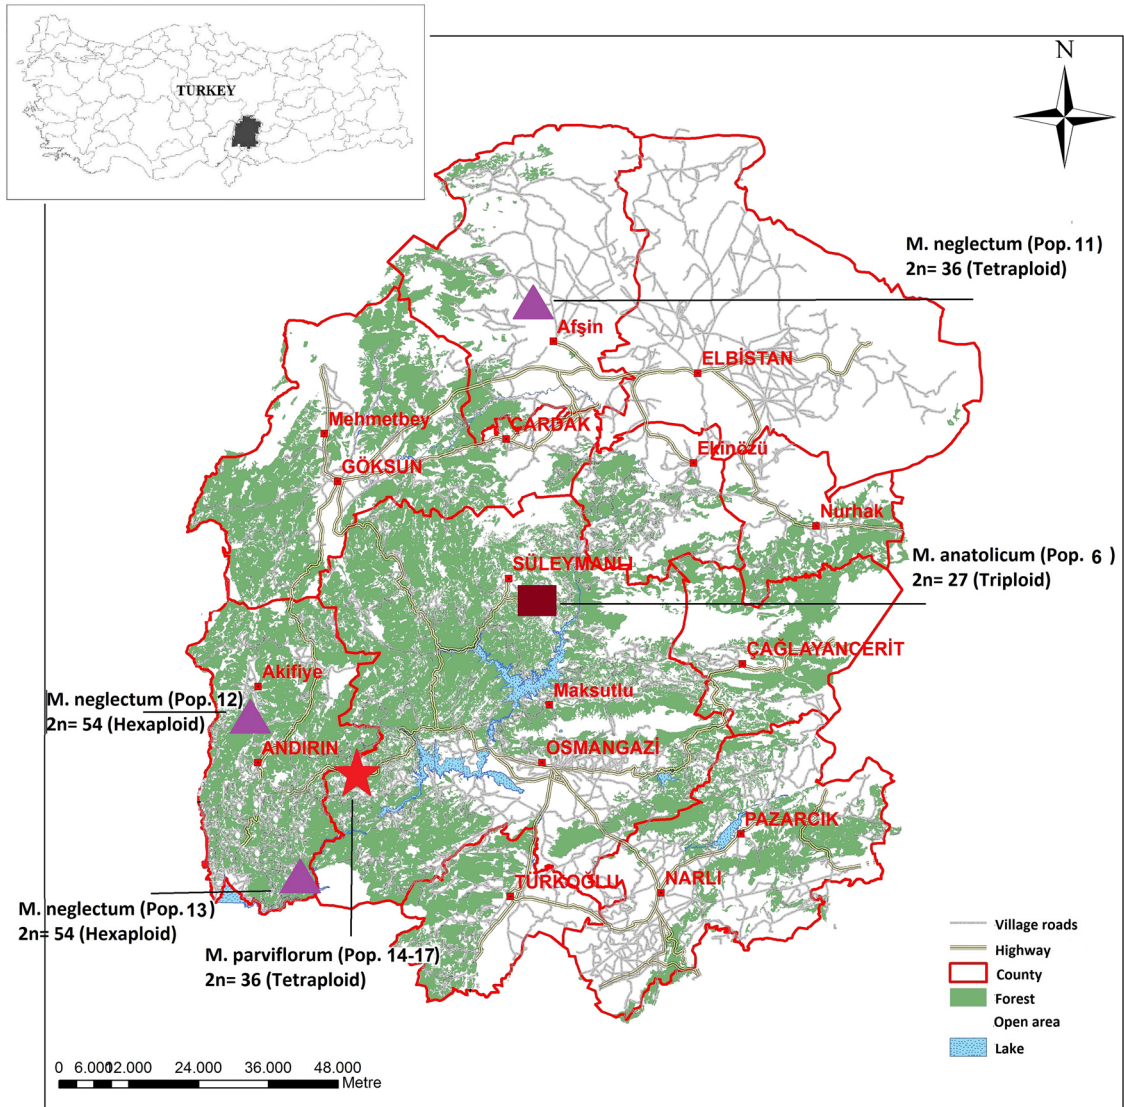 TURKEY
N
M. neglectum (Pop. 11)
2n= 36 (Tetraploid)
Afşin
ELBİSTAN
Mehmetbey
ÇARDAK
Ekinözü
GÖKSUN
Nurhak
SÜLEYMANLI
M. anatolicum (Pop. 6 )
2n= 27 (Triploid)
ÇAĞLAYANCERİT
Akifiye
Maksutlu
M. neglectum (Pop. 12)
2n= 54 (Hexaploid)
ANDIRIN
OSMANGAZİ
PAZARCIK
TÜRKOĞLU
NARLI
M. neglectum (Pop. 13)
2n= 54 (Hexaploid)
M. parviflorum (Pop. 14-17)
2n= 36 (Tetraploid)
Village roads
Highway
County
Forest
Open area
Lake
0 6.000 12.000 24.000 36.000 48.000
Metre